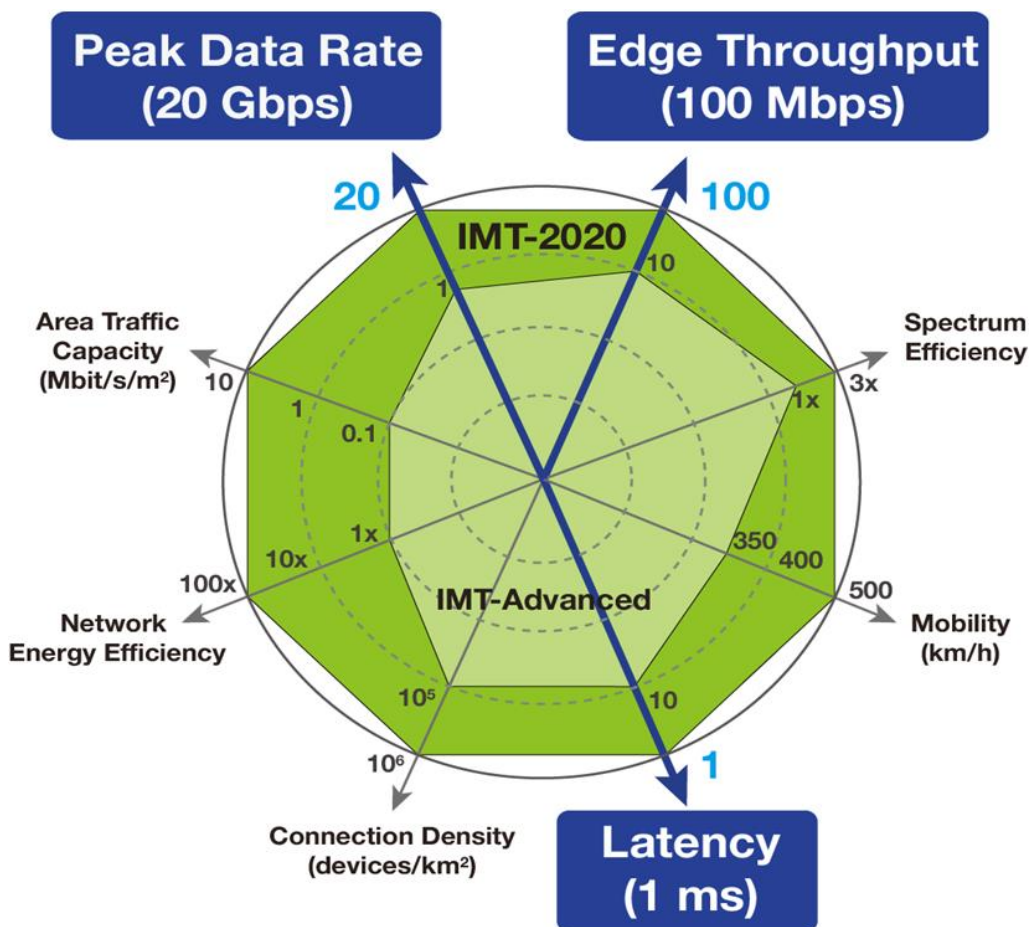 Peak Data Rate
(20 Gbps)
Edge Throughput
(100 Mbps)
20
100
IMT-2020
1
10
Area Traffic
Capacity
(Mbit/s/m²)
Spectrum
Efficiency
10
1
0.1
1x
3x
1x
10x
100x
350
400
500
Network
Energy Efficiency
IMT-Advanced
Mobility
(km/h)
10⁵
10
10⁶
1
Connection Density
(devices/km²)
Latency
(1 ms)